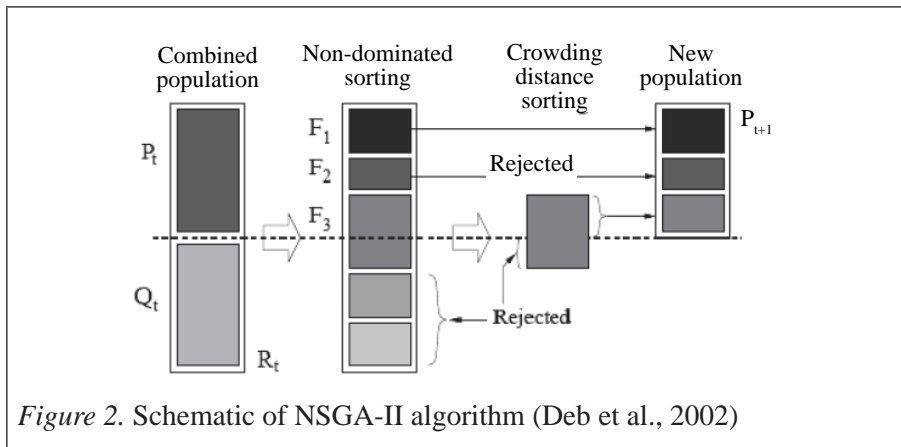 Combined
population
Non-dominated
sorting
Crowding
distance
sorting
New
population
P_t
Q_t
R_t
F_1
F_2
F_3
Rejected
Rejected
P_{t+1}
Figure 2. Schematic of NSGA-II algorithm (Deb et al., 2002)